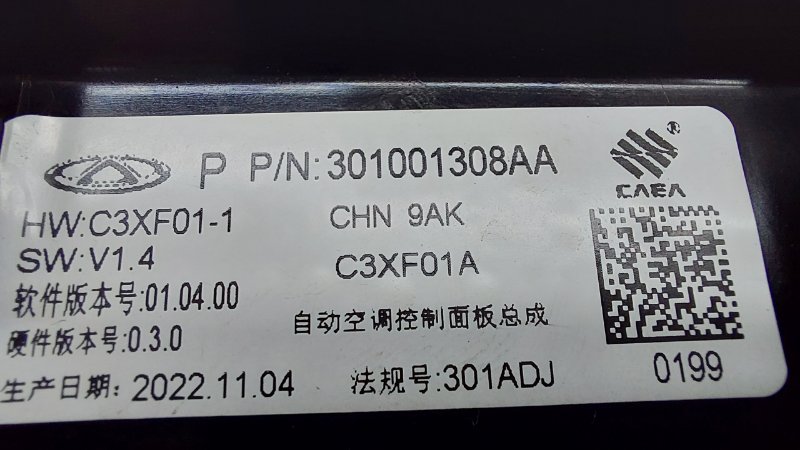 P P/N:301001308AA
CAEA ®
HW:C3XF01-1 CHN 9AK
SW:V1.4 C3XF01A
软件版本号:01.04.00
硬件版本号:0.3.0 自动空调控制面板总成
生产日期: 2022.11.04 法规号:301ADJ 0199